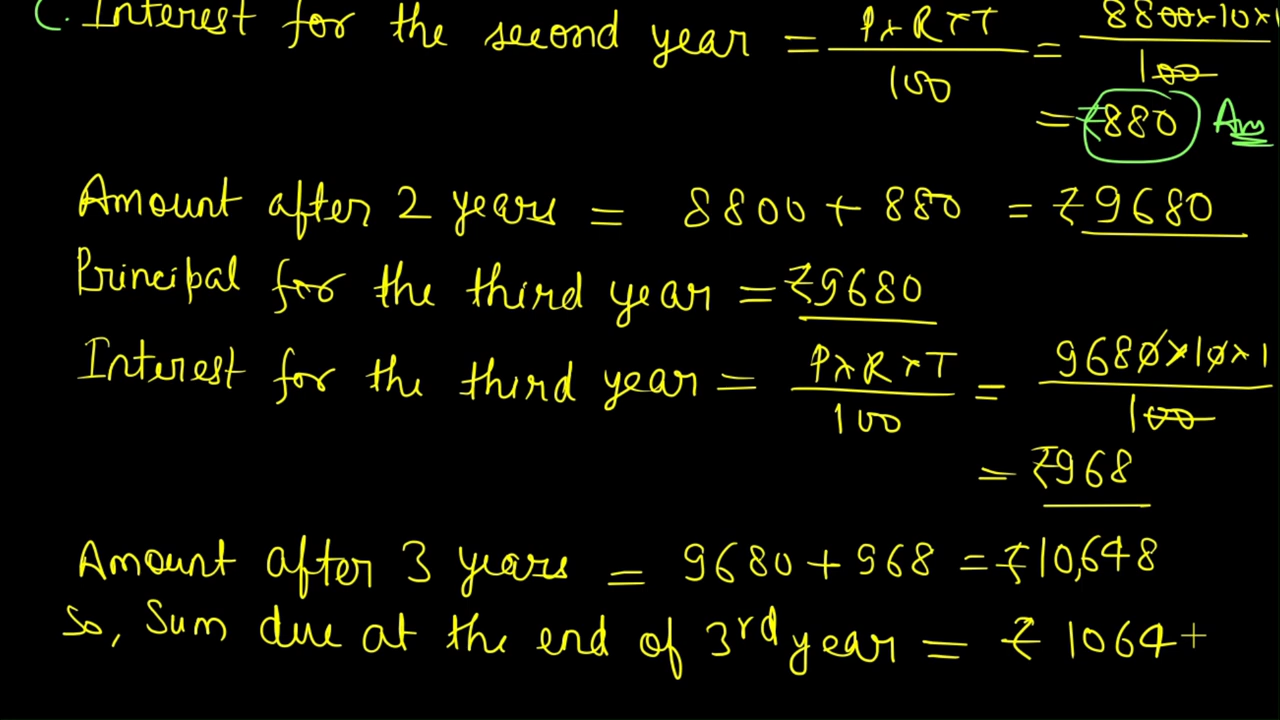 C. Interest for the second year = P×R×T/100 = 8800×10×1/100
= ₹880 Ans
Amount after 2 years = 8800 + 880 = ₹9680
Principal for the third year = ₹9680
Interest for the third year = P×R×T/100 = 9680×10×1/100
= ₹968
Amount after 3 years = 9680 + 968 = ₹10,648
So, Sum due at the end of 3rd year = ₹ 1064